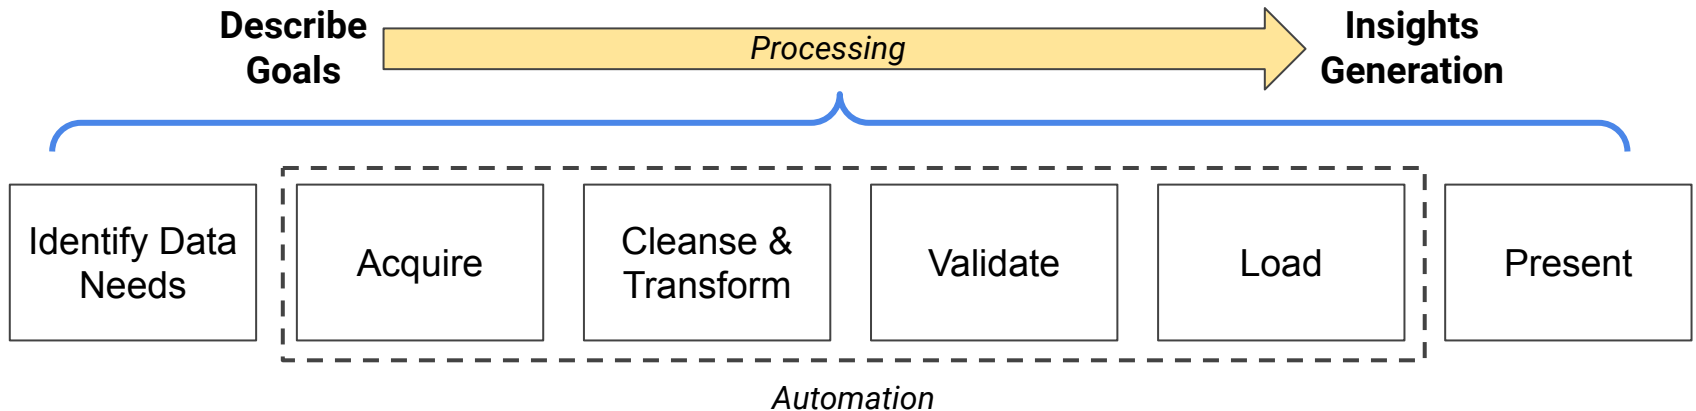 Describe
Goals
Processing
Insights
Generation
Identify Data
Needs
Acquire
Cleanse &
Transform
Validate
Load
Present
Automation